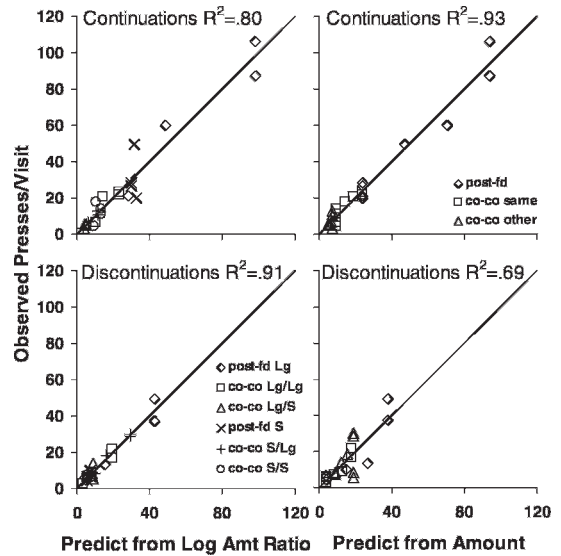 Continuations R²=.80
Continuations R²=.93
120
100
80
60
40
20
0
post-fd
co-co same
co-co other
Discontinuations R²=.91
Discontinuations R²=.69
120
100
80
60
40
20
0
post-fd Lg
co-co Lg/Lg
co-co Lg/S
post-fd S
co-co S/Lg
co-co S/S
0 40 80 120
0 40 80 120
Observed Presses/Visit
Predict from Log Amt Ratio
Predict from Amount